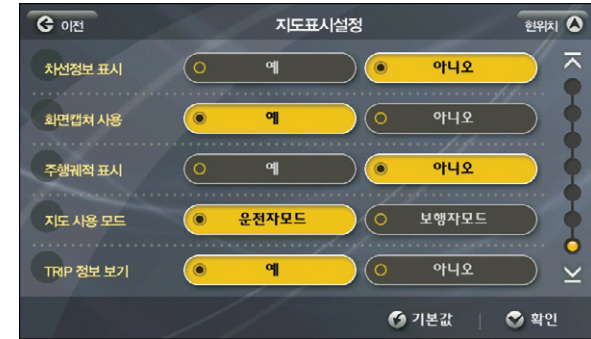 이전 지도표시설정 현위치
차선정보 표시 예 아니오
화면캡쳐 사용 예 아니오
주행궤적 표시 예 아니오
지도 사용 모드 운전자모드 보행자모드
TRIP 정보 보기 예 아니오
기본값 확인